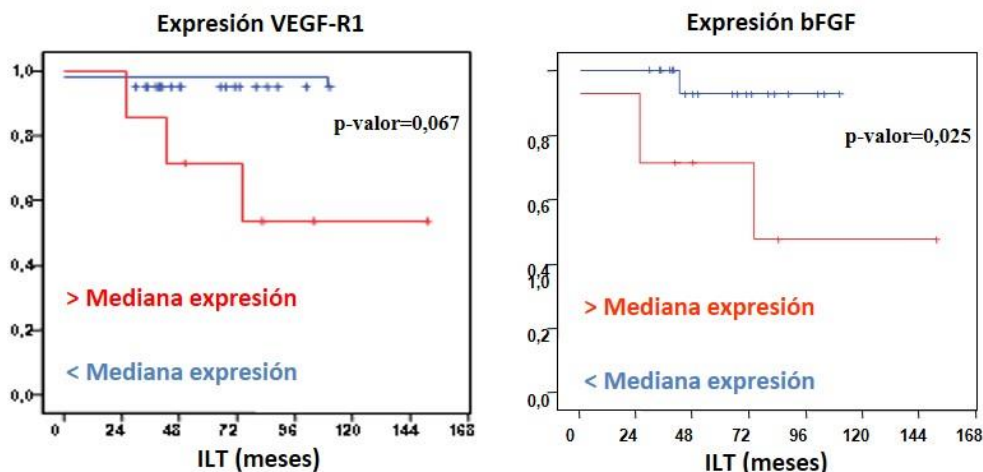 Expresión VEGF-R1
1,0
0,8
0,6
0,4
0,2
0,0
p-valor=0,067
> Mediana expresión
< Mediana expresión
0 24 48 72 96 120 144 168
ILT (meses)
Expresión bFGF
0,8
0,6
0,4
1,0
0,2
0,0
p-valor=0,025
> Mediana expresión
< Mediana expresión
0 24 48 72 96 120 144 168
ILT (meses)